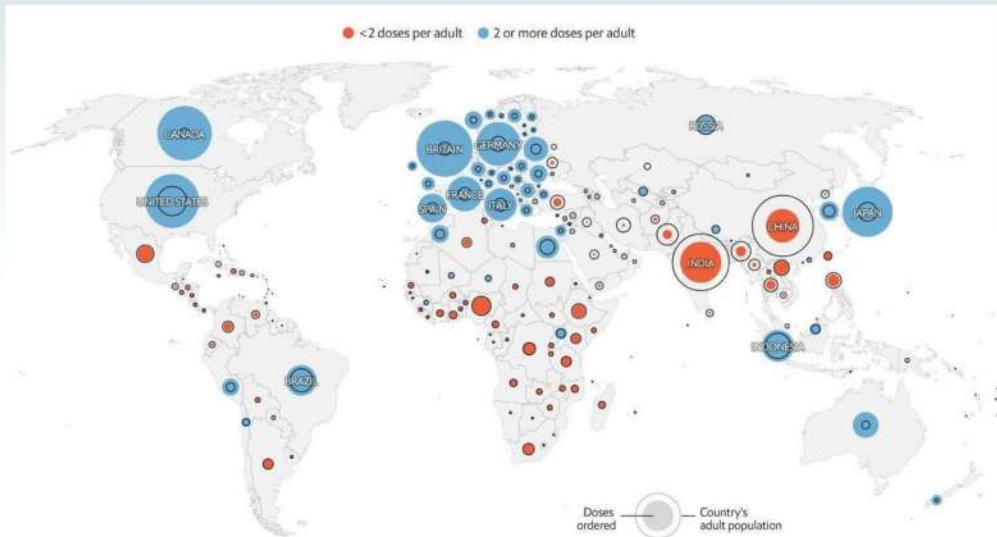 <2 doses per adult 2 or more doses per adult
CANADA
RUSSIA
BRITAIN
GERMANY
UNITED STATES
FRANCE
SPAIN
ITALY
JAPAN
CHINA
INDIA
INDONESIA
BRAZIL
Doses ordered
Country's adult population